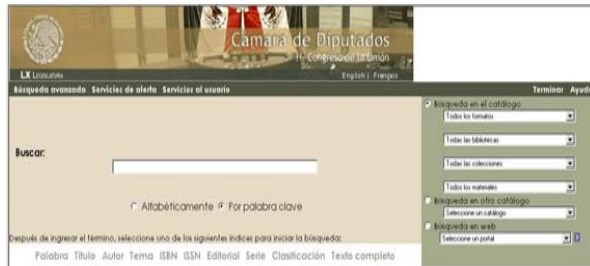 Cámara de Diputados
H. Congreso de la Unión
LX Legislatura
English | Français
Búsqueda avanzada Servicios de alerta Servicios al usuario
Terminar Ayuda
Buscar:
Alfabéticamente Por palabra clave
Después de ingresar el término, seleccione uno de los siguientes índices para iniciar la búsqueda:
Palabra Título Autor Tema ISBN ISSN Editorial Serie Clasificación Texto completo
Búsqueda en el catálogo
Todos los formatos
Todas las bibliotecas
Todas las colecciones
Todos los materiales
Búsqueda en otro catálogo
Seleccione un catálogo
Búsqueda en web
Seleccione un portal